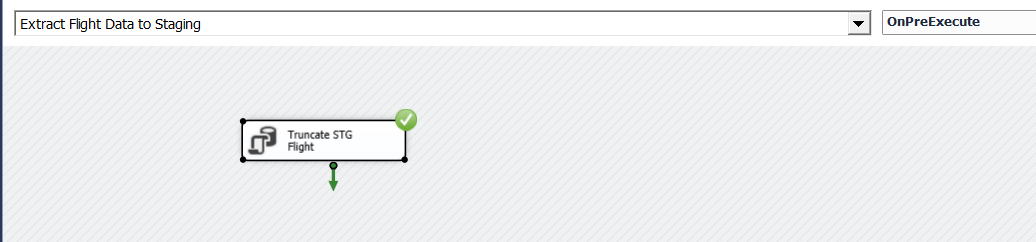 Extract Flight Data to Staging
OnPreExecute
Truncate STG
Flight